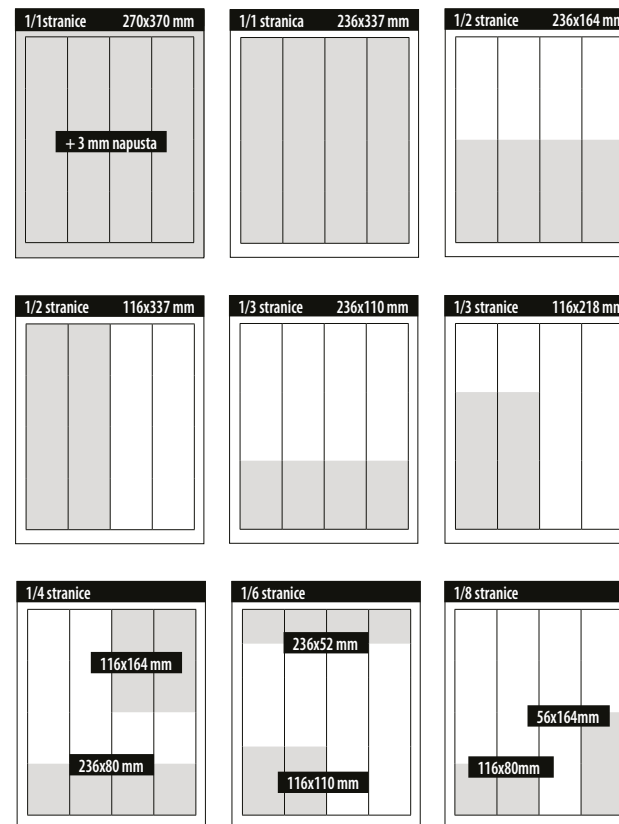 1/1stranice 270x370 mm
+ 3 mm napusta
1/1 stranica 236x337 mm
1/2 stranice 236x164 mm
1/2 stranice 116x337 mm
1/3 stranice 236x110 mm
1/3 stranice 116x218 mm
1/4 stranice
116x164 mm
236x80 mm
1/6 stranice
236x52 mm
116x110 mm
1/8 stranice
56x164mm
116x80mm